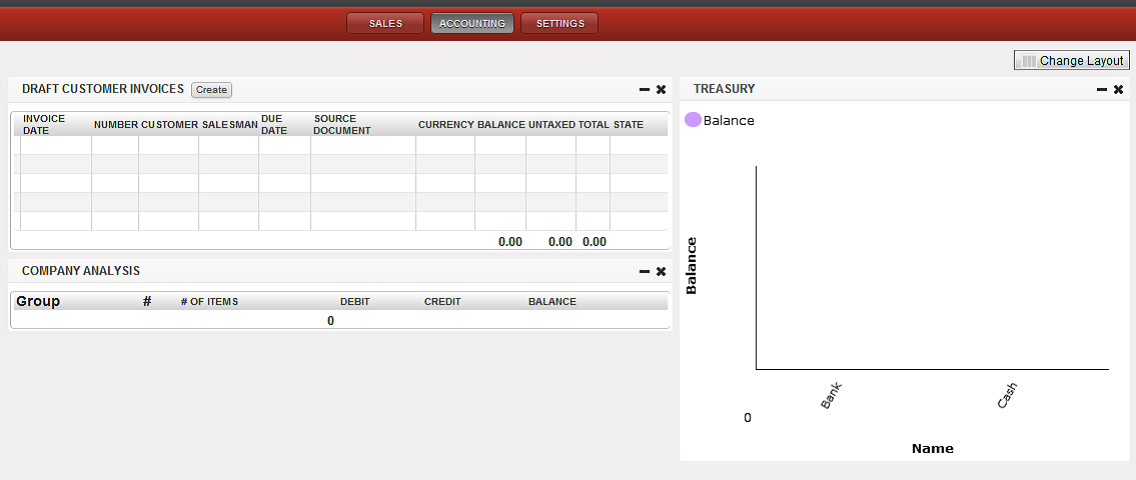 SALES ACCOUNTING SETTINGS
Change Layout
DRAFT CUSTOMER INVOICES Create
INVOICE DATE NUMBER CUSTOMER SALESMAN DUE DATE SOURCE DOCUMENT CURRENCY BALANCE UNTAXED TOTAL STATE
0.00 0.00 0.00
COMPANY ANALYSIS
Group # # OF ITEMS DEBIT CREDIT BALANCE
0
TREASURY
Balance
Balance
Bank Cash
0
Name